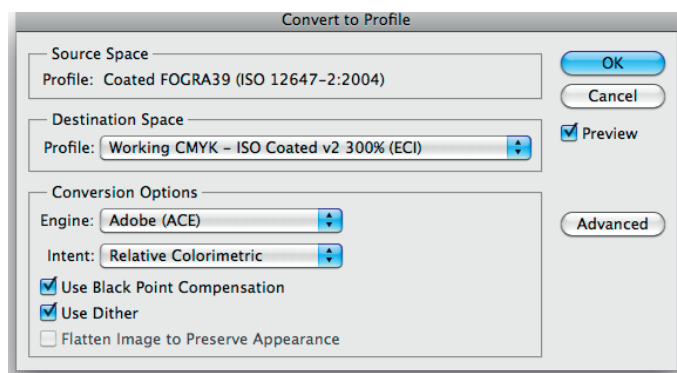 Convert to Profile
Source Space
Profile: Coated FOGRA39 (ISO 12647-2:2004)
Destination Space
Profile: Working CMYK - ISO Coated v2 300% (ECI)
Conversion Options
Engine: Adobe (ACE)
Intent: Relative Colorimetric
Use Black Point Compensation
Use Dither
Flatten Image to Preserve Appearance
OK
Cancel
Preview
Advanced